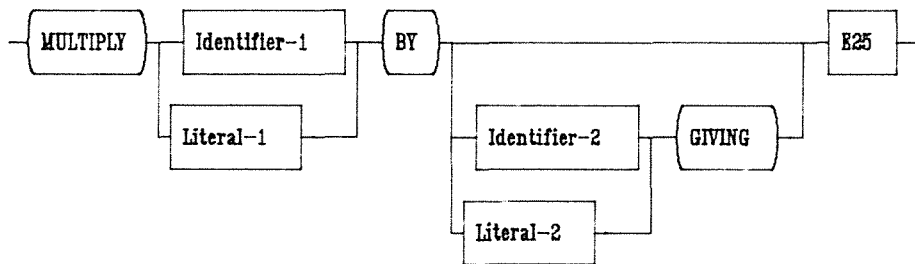 MULTIPLY Identifier-1 BY E25
Literal-1 Identifier-2 GIVING
Literal-2